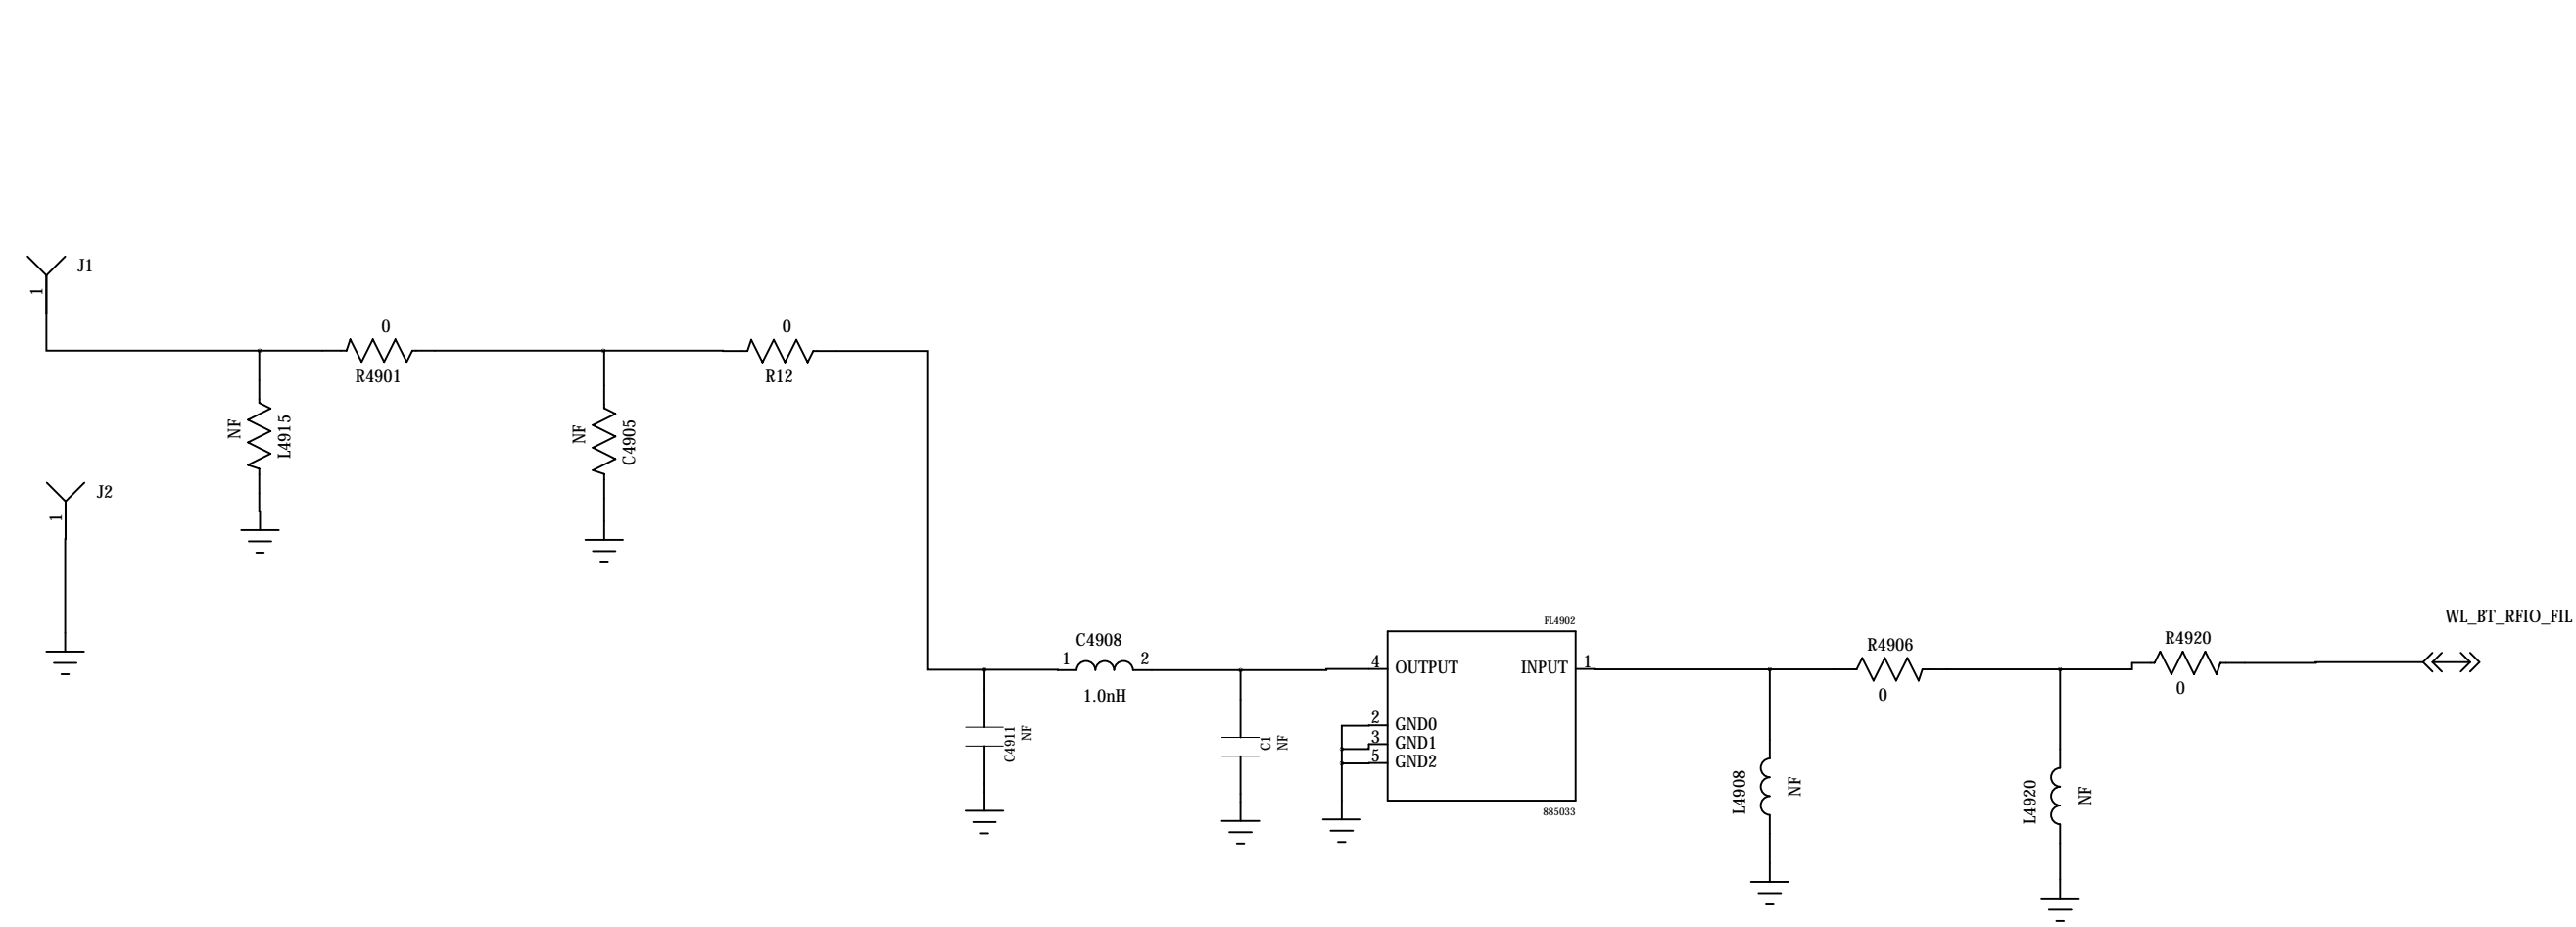 J1
1
0
R4901
NF
L4915
NF
C4905
0
R12
J2
1
C4908
1
2
1.0nH
C4911
NF
C1
NF
FL4902
4
OUTPUT
INPUT
1
2
GND0
3
GND1
5
GND2
885033
L4908
NF
R4906
0
L4920
NF
R4920
0
WL_BT_RFIO_FIL